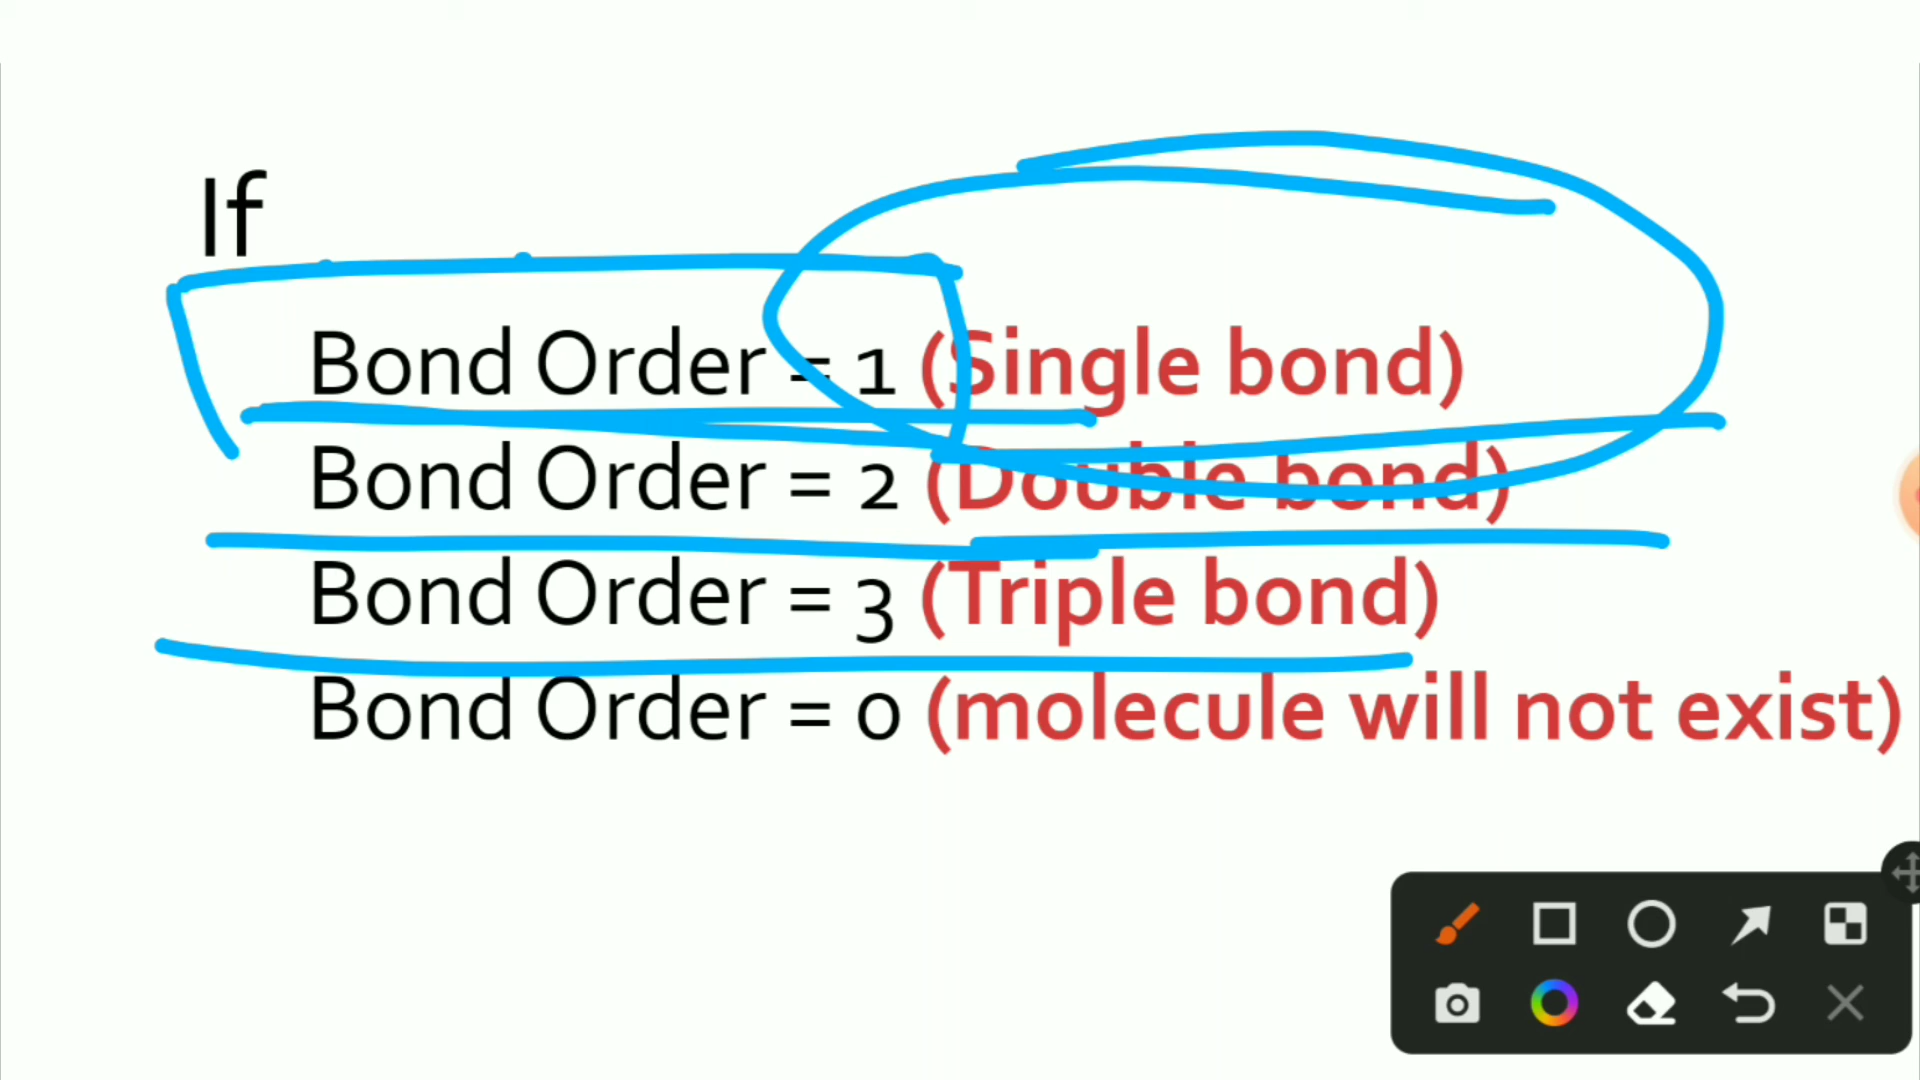 If
Bond Order = 1 (Single bond)
Bond Order = 2 (Double bond)
Bond Order = 3 (Triple bond)
Bond Order = 0 (molecule will not exist)